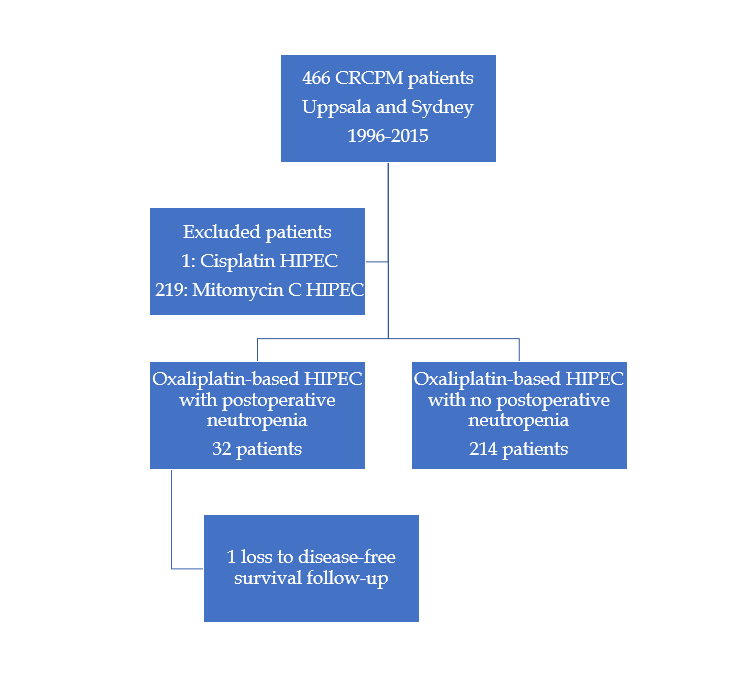 466 CRCPM patients
Uppsala and Sydney
1996-2015
Excluded patients
1: Cisplatin HIPEC
219: Mitomycin C HIPEC
Oxaliplatin-based HIPEC
with postoperative
neutropenia
32 patients
Oxaliplatin-based HIPEC
with no postoperative
neutropenia
214 patients
1 loss to disease-free
survival follow-up